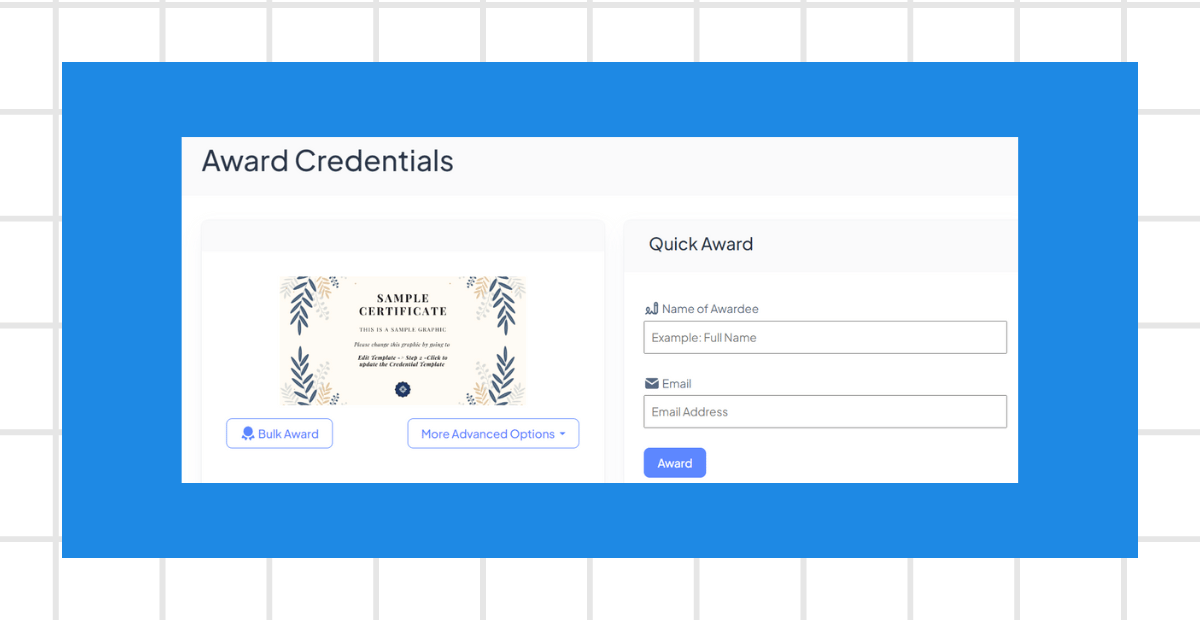 Award Credentials
SAMPLE
CERTIFICATE
THIS IS A SAMPLE GRAPHIC
Please change this graphic by going to
Edit Template -> Step 2 -Click to
update the Credential Template
Bulk Award
More Advanced Options
Quick Award
Name of Awardee
Example: Full Name
Email
Email Address
Award